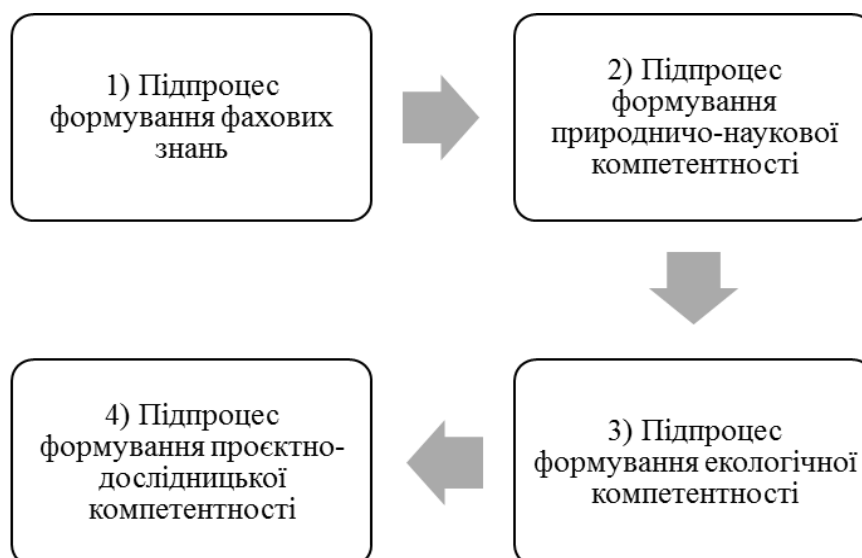 1) Підпроцес
формування фахових
знань
2) Підпроцес
формування
природничо-наукової
компетентності
3) Підпроцес
формування екологічної
компетентності
4) Підпроцес
формування проєктно-
дослідницької
компетентності